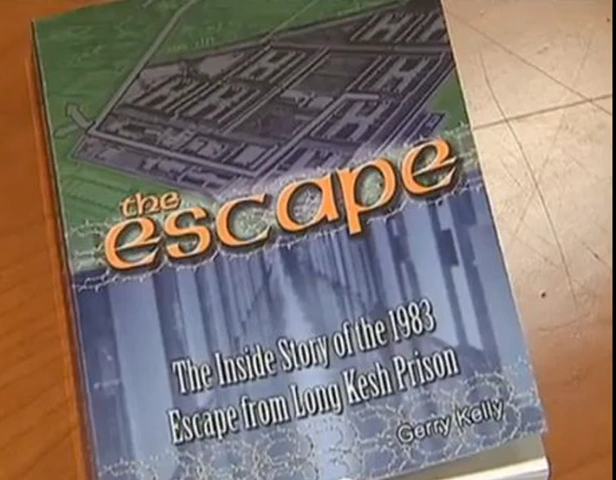 the
escape
The Inside Story of the 1983
Escape from Long Kesh Prison
Gerry Kelly